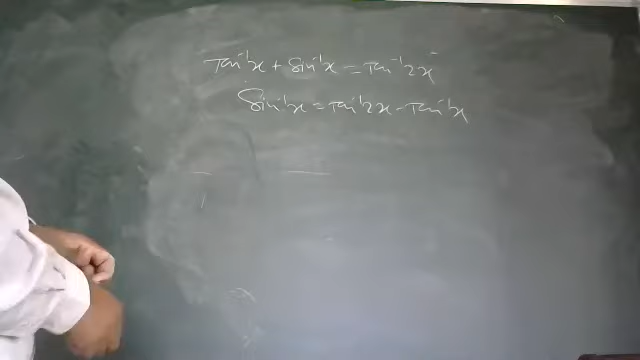 Tan⁻¹x + Sin⁻¹x = Tan⁻¹2x
Sin⁻¹x = Tan⁻¹2x - Tan⁻¹x